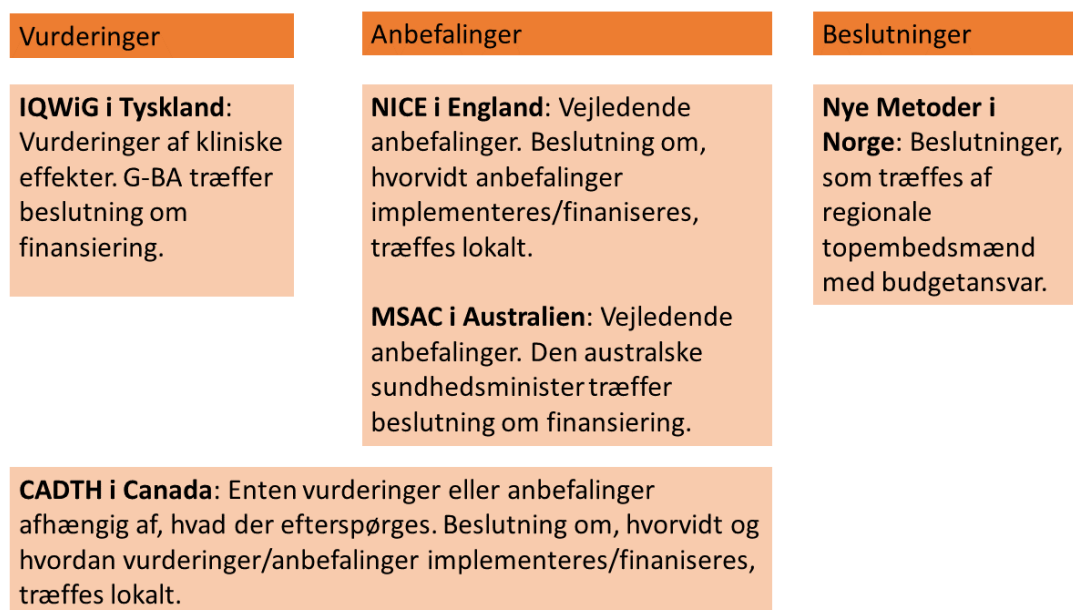 Vurderinger
IQWiG i Tyskland:
Vurderinger af kliniske
effekter. G-BA træffer
beslutning om
finansiering.
Anbefalinger
NICE i England: Vejledende
anbefalinger. Beslutning om,
hvorvidt anbefalinger
implementeres/finaniseres,
træffes lokalt.
MSAC i Australien: Vejledende
anbefalinger. Den australske
sundhedsminister træffer
beslutning om finansiering.
Beslutninger
Nye Metoder i
Norge: Beslutninger,
som træffes af
regionale
topembedsmænd
med budgetansvar.
CADTH i Canada: Enten vurderinger eller anbefalinger
afhængig af, hvad der efterspørges. Beslutning om, hvorvidt og
hvordan vurderinger/anbefalinger implementeres/finaniseres,
træffes lokalt.